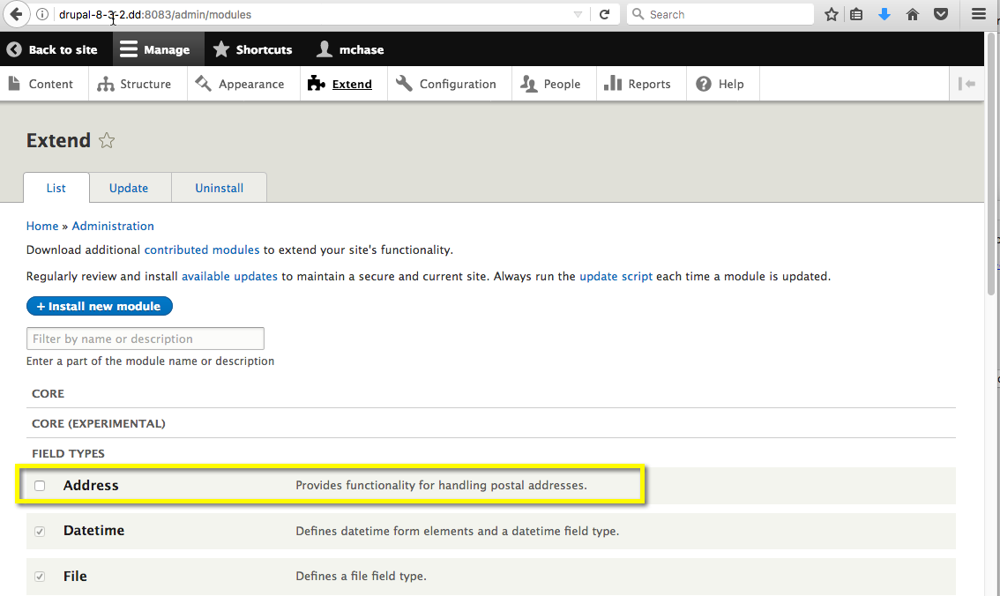 drupal-8-3-2.dd:8083/admin/modules Search
Back to site Manage Shortcuts mchase
Content Structure Appearance Extend Configuration People Reports Help
Extend
List Update Uninstall
Home » Administration
Download additional contributed modules to extend your site's functionality.
Regularly review and install available updates to maintain a secure and current site. Always run the update script each time a module is updated.
+ Install new module
Filter by name or description
Enter a part of the module name or description
CORE
CORE (EXPERIMENTAL)
FIELD TYPES
Address Provides functionality for handling postal addresses.
Datetime Defines datetime form elements and a datetime field type.
File Defines a file field type.